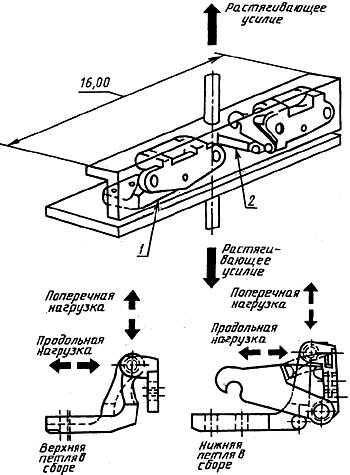 Растягивающее
усилие
16,00
1
2
Растяги-
вающее
усилие
Поперечная
нагрузка
Продольная
нагрузка
Поперечная
нагрузка
Продольная
нагрузка
Верхняя
петля в
сборе
Нижняя
петля в
сборе